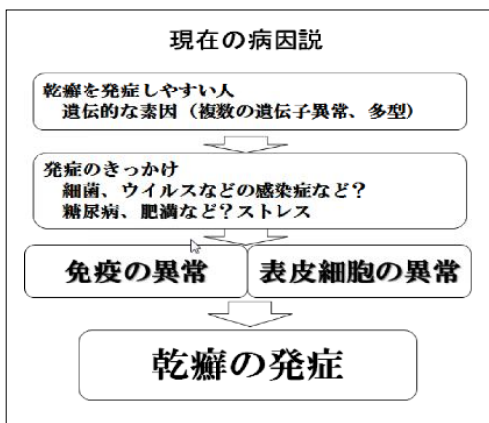 現在の病因説
乾癬を発症しやすい人
遺伝的な素因（複数の遺伝子異常、多型）
発症のきっかけ
細菌、ウイルスなどの感染症など？
糖尿病、肥満など？ストレス
免疫の異常
表皮細胞の異常
乾癬の発症